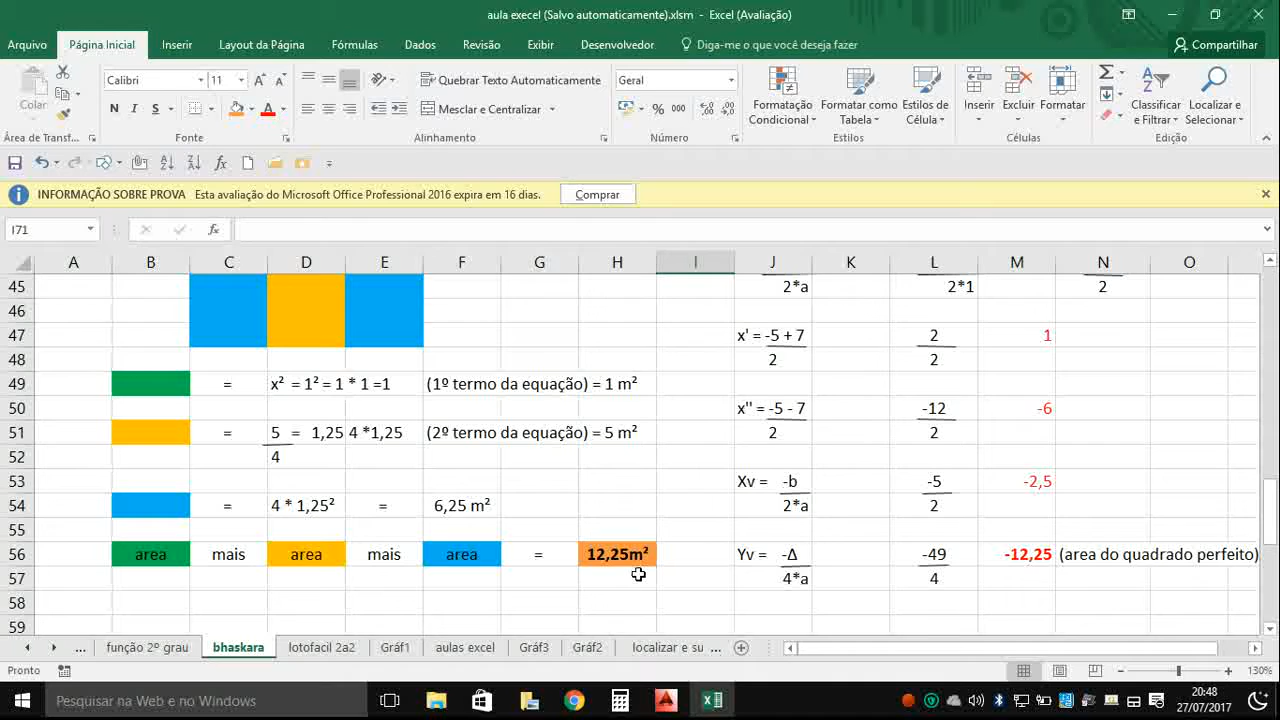 aula execel (Salvo automaticamente).xlsm - Excel (Avaliação)
Arquivo Página Inicial Inserir Layout da Página Fórmulas Dados Revisão Exibir Desenvolvedor Diga-me o que você deseja fazer Compartilhar
Colar Calibri 11 Quebrar Texto Automaticamente Geral
N I S Mesclar e Centralizar % 000 Formatação Condicional Formatar como Tabela Estilos de Célula Inserir Excluir Formatar Classificar e Filtrar Localizar e Selecionar
Área de Transf... Fonte Alinhamento Número Estilos Células Edição
INFORMAÇÃO SOBRE PROVA Esta avaliação do Microsoft Office Professional 2016 expira em 16 dias. Comprar
I71 fx
A B C D E F G H I J K L M N O
45 2*a 2*1 2
46
47 x' = -5 + 7 2 1
48 2 2
49 = x² = 1² = 1 * 1 =1 (1º termo da equação) = 1 m²
50 x'' = -5 - 7 -12 -6
51 = 5 = 1,25 4 *1,25 (2º termo da equação) = 5 m² 2 2
52 4
53 Xv = -b -5 -2,5
54 = 4 * 1,25² = 6,25 m² 2*a 2
55
56 area mais area mais area = 12,25m² Yv = -Δ -49 -12,25 (area do quadrado perfeito)
57 4*a 4
58
59
... função 2º grau bhaskara lotofacil 2a2 Gráf1 aulas excel Gráf3 Gráf2 localizar e su ...
Pronto 130%
Pesquisar na Web e no Windows 20:48
27/07/2017